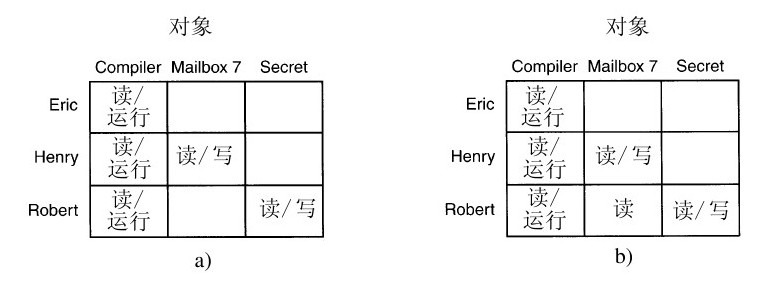 对象
Compiler Mailbox 7 Secret
Eric 读/
运行
Henry 读/
运行 读/写
Robert 读/
运行 读/写
a)
对象
Compiler Mailbox 7 Secret
Eric 读/
运行
Henry 读/
运行 读/写
Robert 读/
运行 读 读/写
b)